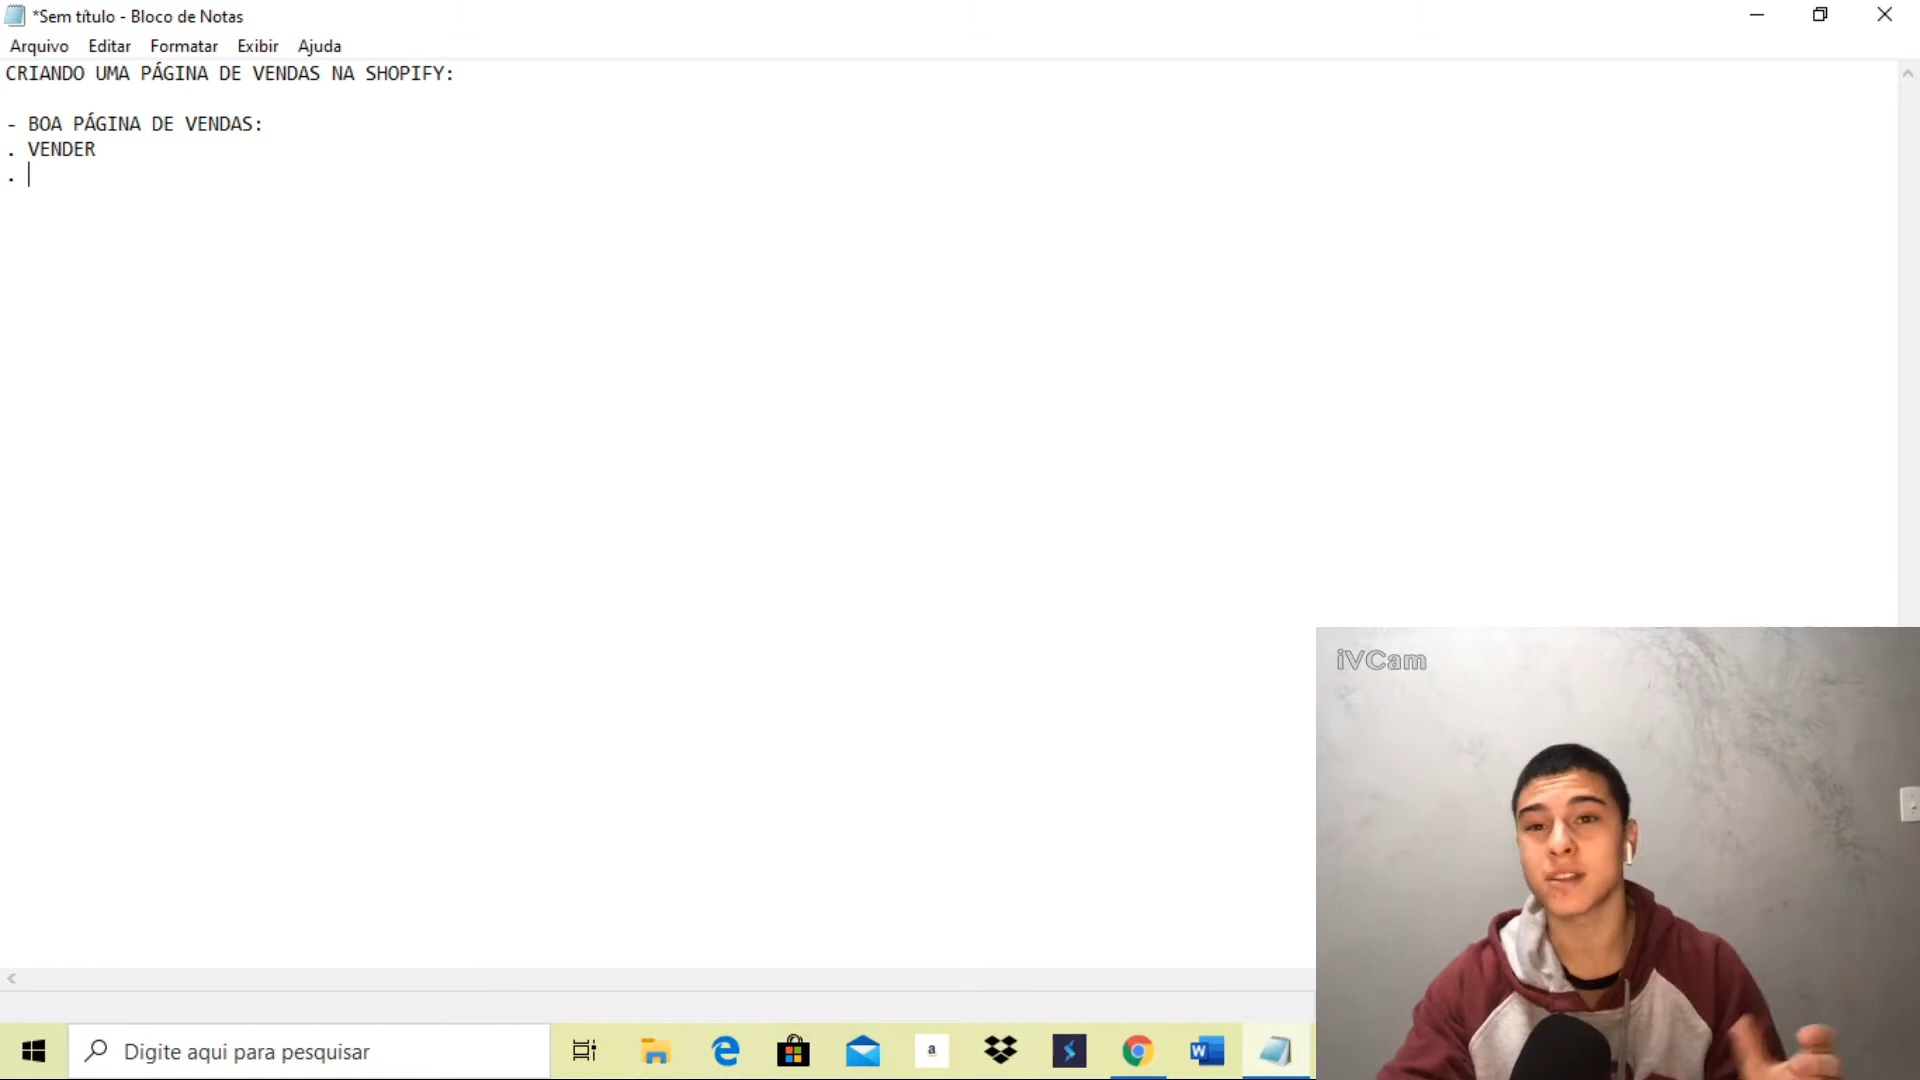 *Sem título - Bloco de Notas
Arquivo Editar Formatar Exibir Ajuda
CRIANDO UMA PÁGINA DE VENDAS NA SHOPIFY:
- BOA PÁGINA DE VENDAS:
. VENDER
.
iVCam
Digite aqui para pesquisar
a
W